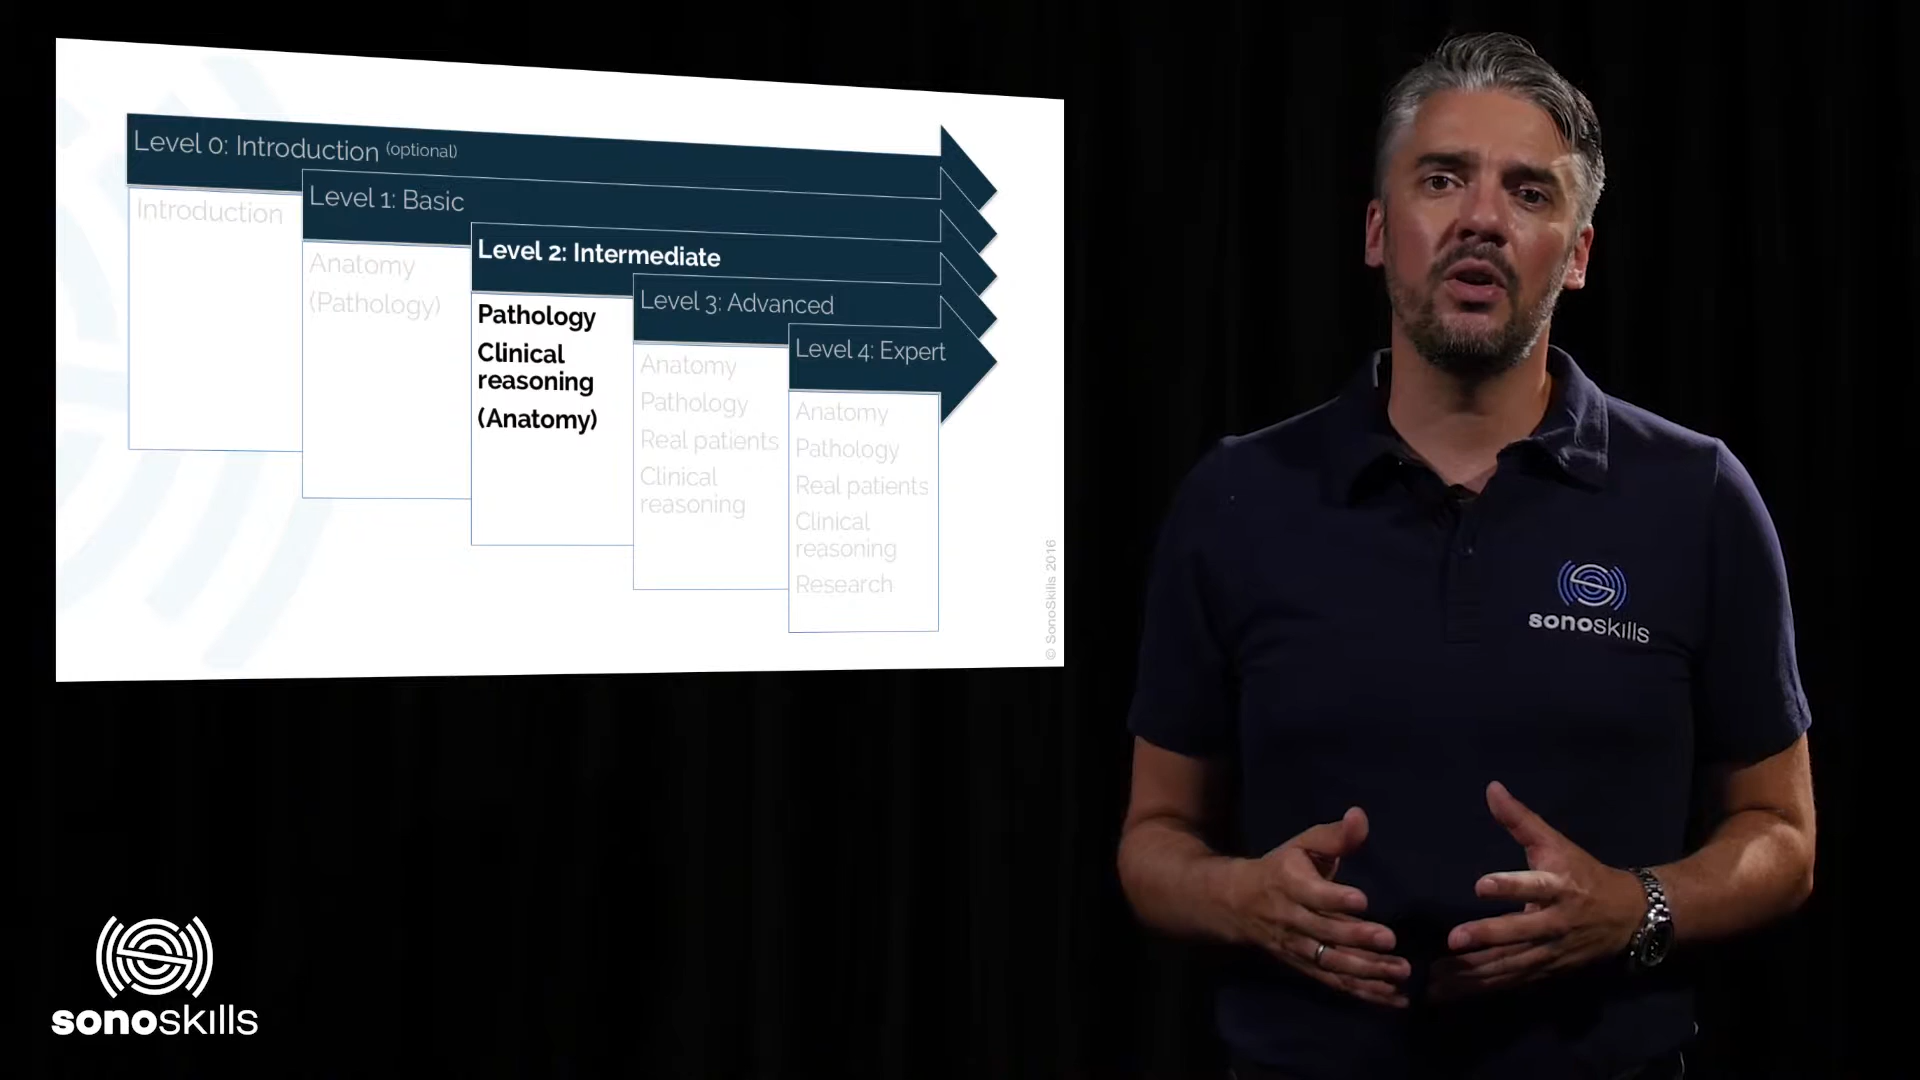 Level 0: Introduction (optional)
Introduction
Level 1: Basic
Anatomy
(Pathology)
Level 2: Intermediate
Pathology
Clinical
reasoning
(Anatomy)
Level 3: Advanced
Anatomy
Pathology
Real patients
Clinical
reasoning
Level 4: Expert
Anatomy
Pathology
Real patients
Clinical
reasoning
Research
© SonoSkills 2016
sonoskills
sonoskills